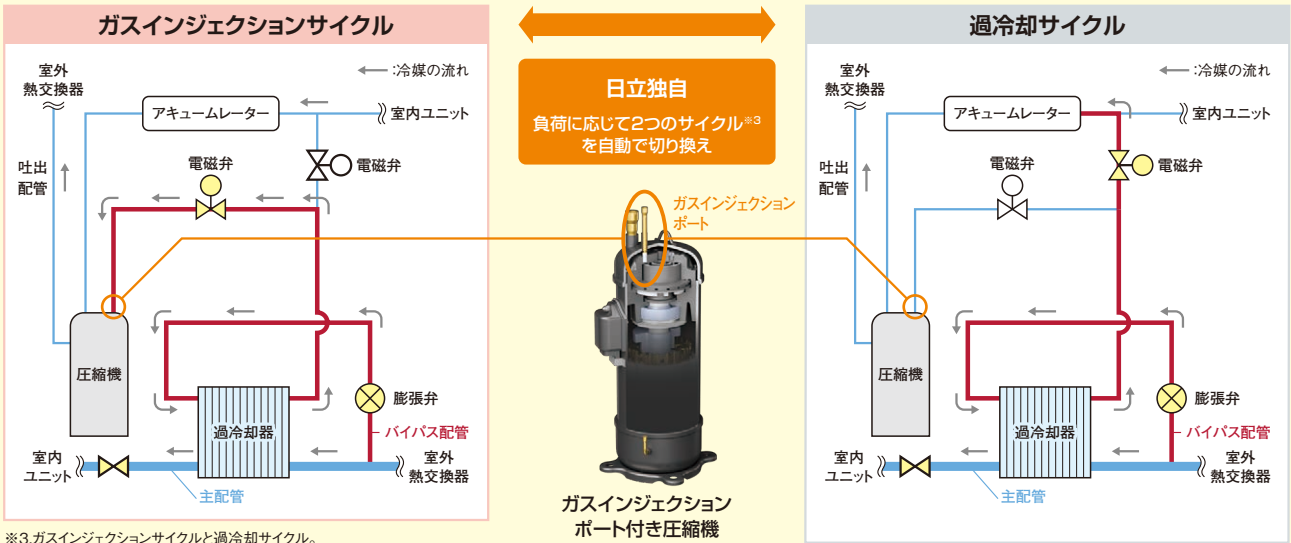 ガスインジェクションサイクル
室外
熱交換器
←:冷媒の流れ
アキュームレーター
室内ユニット
吐出
配管
電磁弁
電磁弁
圧縮機
膨張弁
過冷却器
バイパス配管
室内
ユニット
室外
熱交換器
主配管
日立独自
負荷に応じて2つのサイクル※3
を自動で切り換え
ガスインジェクション
ポート
ガスインジェクション
ポート付き圧縮機
過冷却サイクル
室外
熱交換器
←:冷媒の流れ
アキュームレーター
室内ユニット
吐出
配管
電磁弁
電磁弁
圧縮機
膨張弁
過冷却器
バイパス配管
室内
ユニット
室外
熱交換器
主配管
※3.ガスインジェクションサイクルと過冷却サイクル。